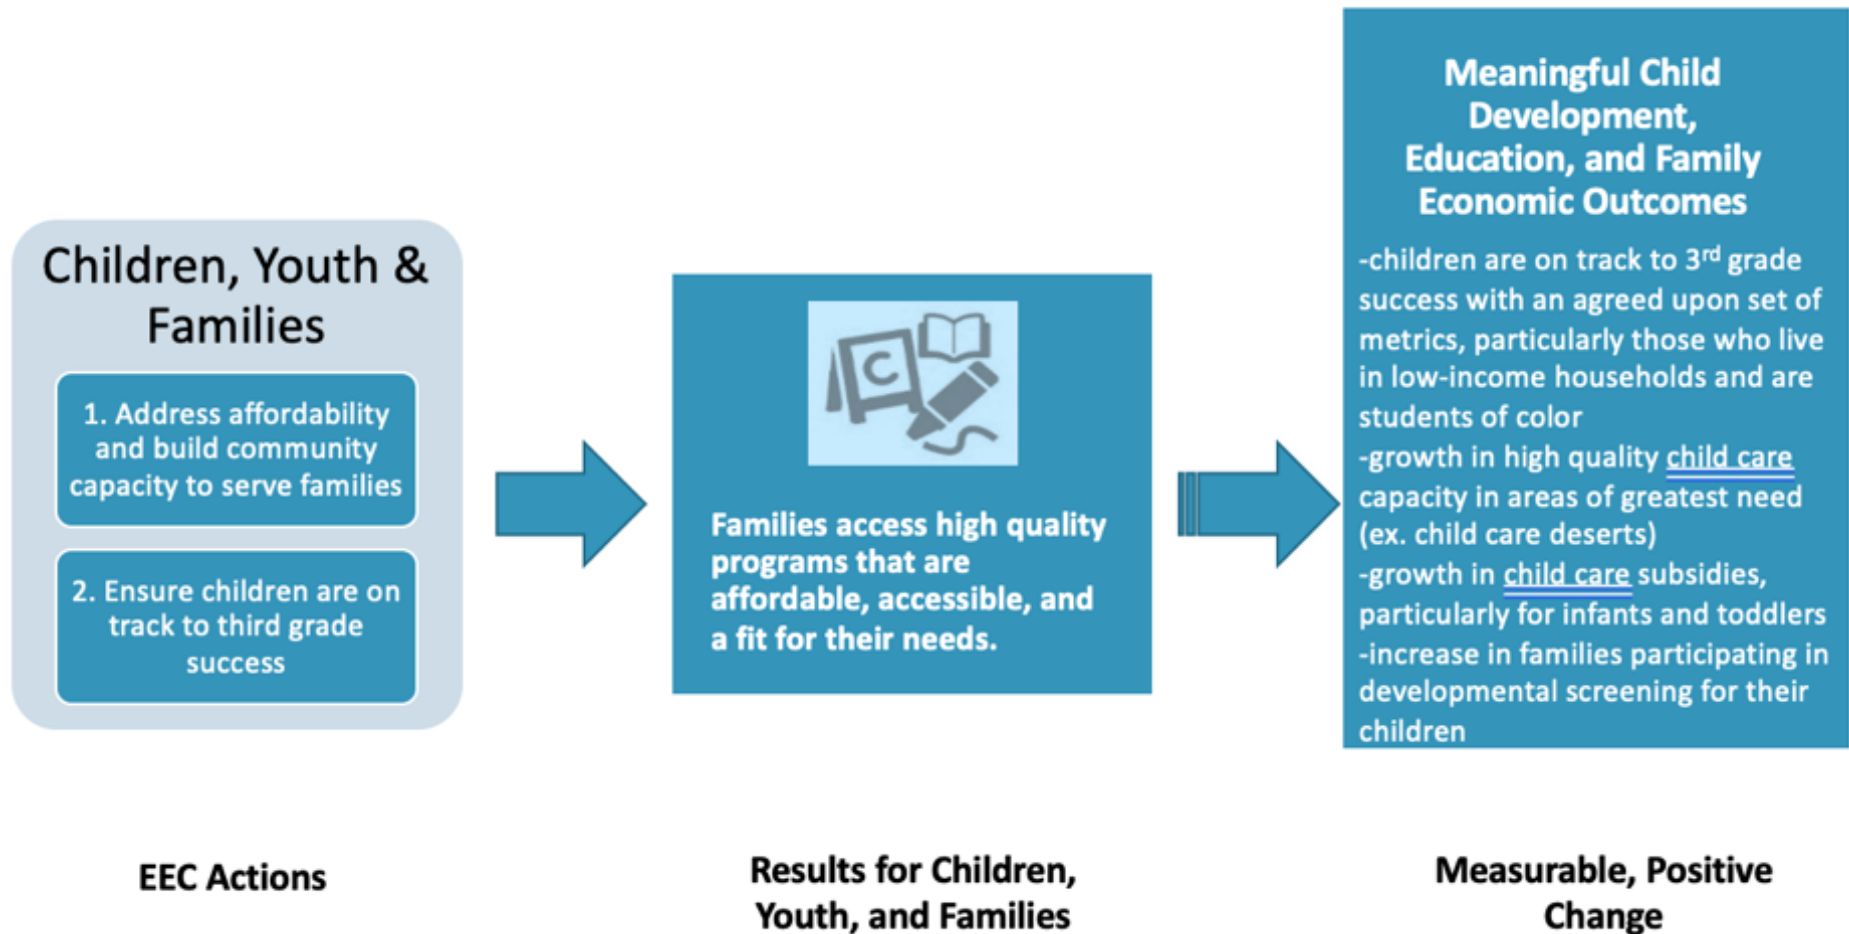 Children, Youth &
Families
1. Address affordability
and build community
capacity to serve families
2. Ensure children are on
track to third grade
success
EEC Actions
C
Families access high quality
programs that are
affordable, accessible, and
a fit for their needs.
Results for Children,
Youth, and Families
Meaningful Child
Development,
Education, and Family
Economic Outcomes
-children are on track to 3rd grade
success with an agreed upon set of
metrics, particularly those who live
in low-income households and are
students of color
-growth in high quality child care
capacity in areas of greatest need
(ex. child care deserts)
-growth in child care subsidies,
particularly for infants and toddlers
-increase in families participating in
developmental screening for their
children
Measurable, Positive
Change